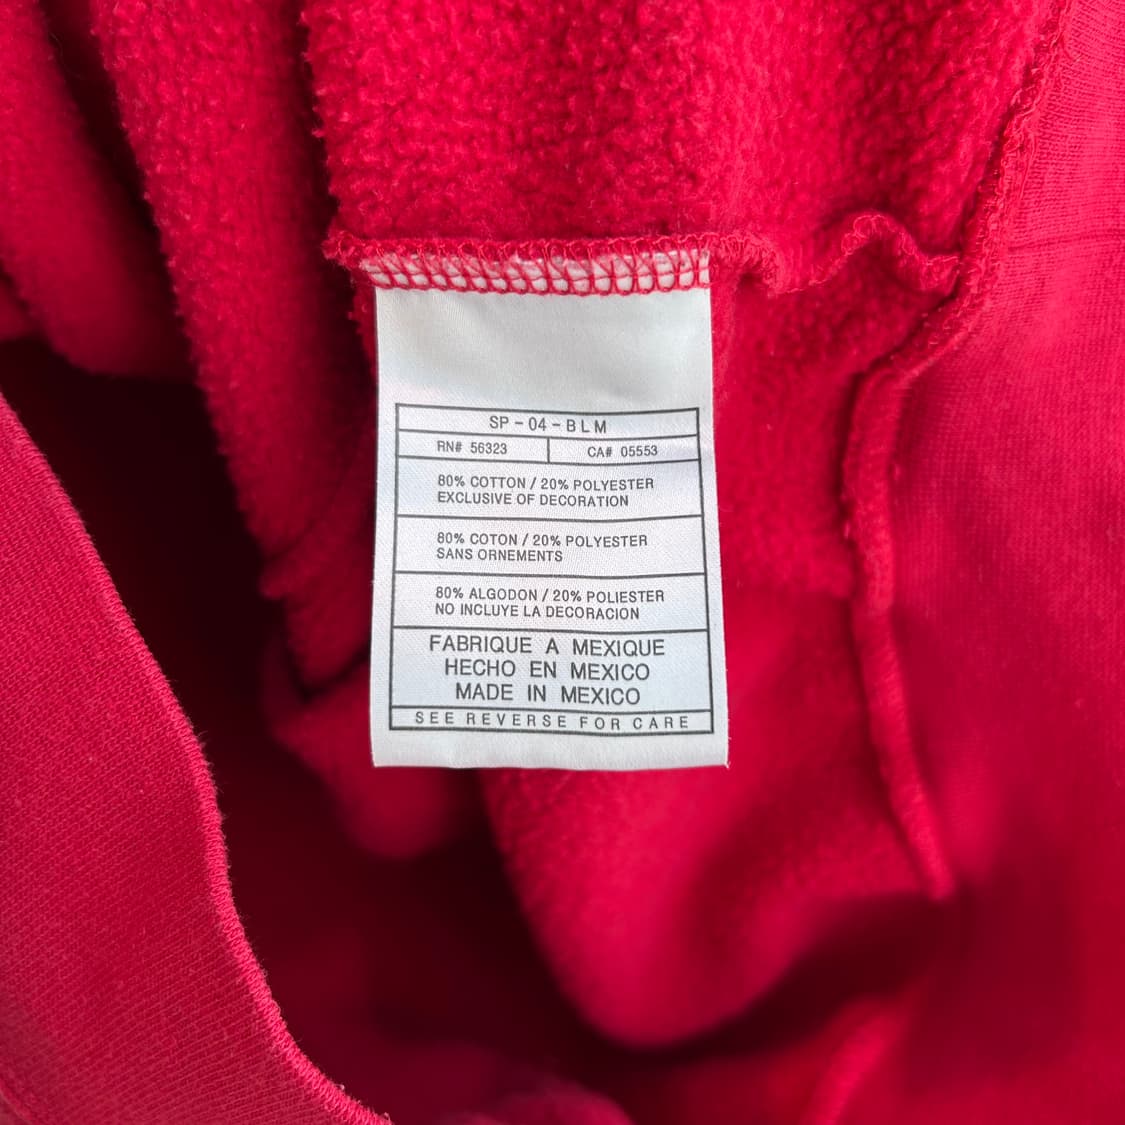 SP - 04 - BLM
RN# 56323 CA# 05553
80% COTTON / 20% POLYESTER
EXCLUSIVE OF DECORATION
80% COTON / 20% POLYESTER
SANS ORNEMENTS
80% ALGODON / 20% POLIESTER
NO INCLUYE LA DECORACION
FABRIQUE A MEXIQUE
HECHO EN MEXICO
MADE IN MEXICO
SEE REVERSE FOR CARE